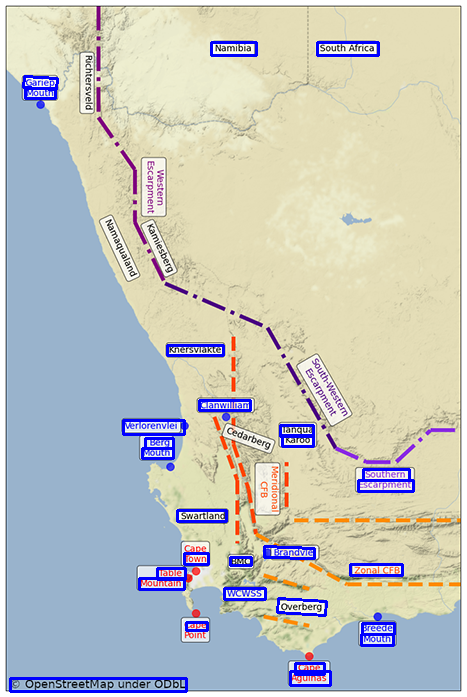 Namibia
South Africa
Richtersveld
Gariep
Mouth
Western
Escarpment
Kamiesberg
Namaqualand
Knersvlakte
South-Western
Escarpment
Clanwilliam
Verlorenvlei
Berg
Mouth
Cedarberg
Tanqua
Karoo
Southern
Escarpment
Meridional
CFB
Swartland
Cape
Town
Table
Mountain
HMC
Brandvlei
Zonal CFB
WCWSS
Overberg
Cape
Point
Breede
Mouth
Cape
Agulhas
© OpenStreetMap under ODbL